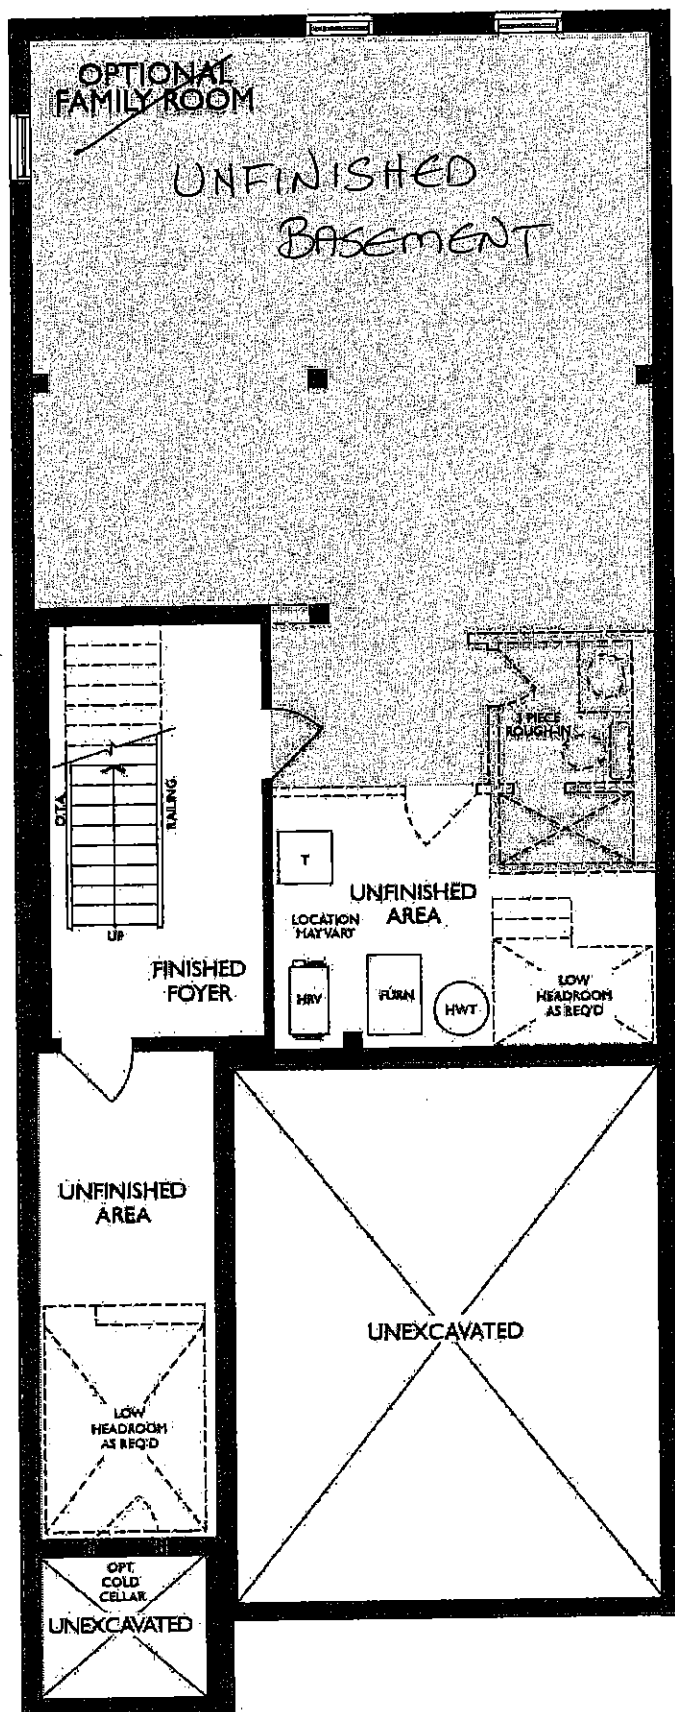 OPTIONAL
FAMILY ROOM
UNFINISHED
BASEMENT
3 PIECE
ROUGH-IN
O.T.A.
RAILING
UP
T
UNFINISHED
AREA
LOCATION
MAY VARY
FINISHED
FOYER
HRV
FURN
HWT
LOW
HEADROOM
AS REQ'D
UNFINISHED
AREA
UNEXCAVATED
LOW
HEADROOM
AS REQ'D
OPT.
COLD
CELLAR
UNEXCAVATED